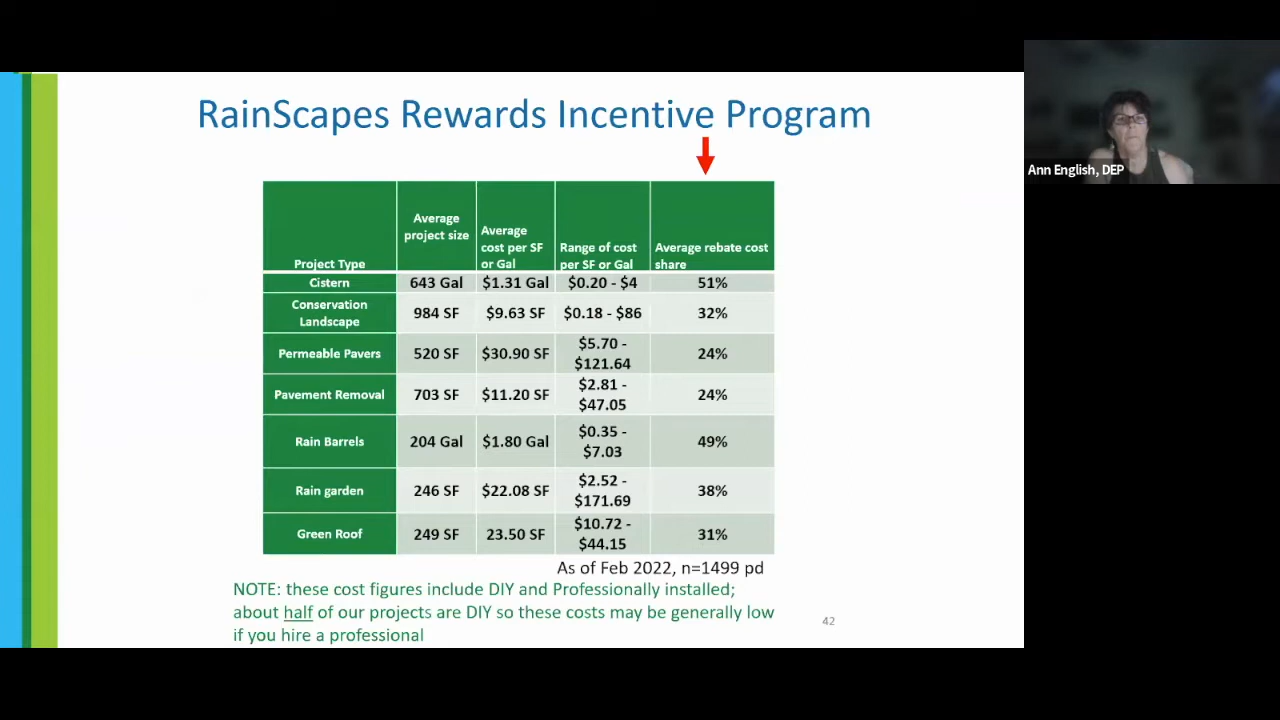 RainScapes Rewards Incentive Program
Ann English, DEP
Project Type
Average
project size
Average
cost per SF
or Gal
Range of cost
per SF or Gal
Average rebate cost
share
Cistern
643 Gal
$1.31 Gal
$0.20 - $4
51%
Conservation
Landscape
984 SF
$9.63 SF
$0.18 - $86
32%
Permeable Pavers
520 SF
$30.90 SF
$5.70 -
$121.64
24%
Pavement Removal
703 SF
$11.20 SF
$2.81 -
$47.05
24%
Rain Barrels
204 Gal
$1.80 Gal
$0.35 -
$7.03
49%
Rain garden
246 SF
$22.08 SF
$2.52 -
$171.69
38%
Green Roof
249 SF
23.50 SF
$10.72 -
$44.15
31%
As of Feb 2022, n=1499 pd
NOTE: these cost figures include DIY and Professionally installed;
about half of our projects are DIY so these costs may be generally low
if you hire a professional
42